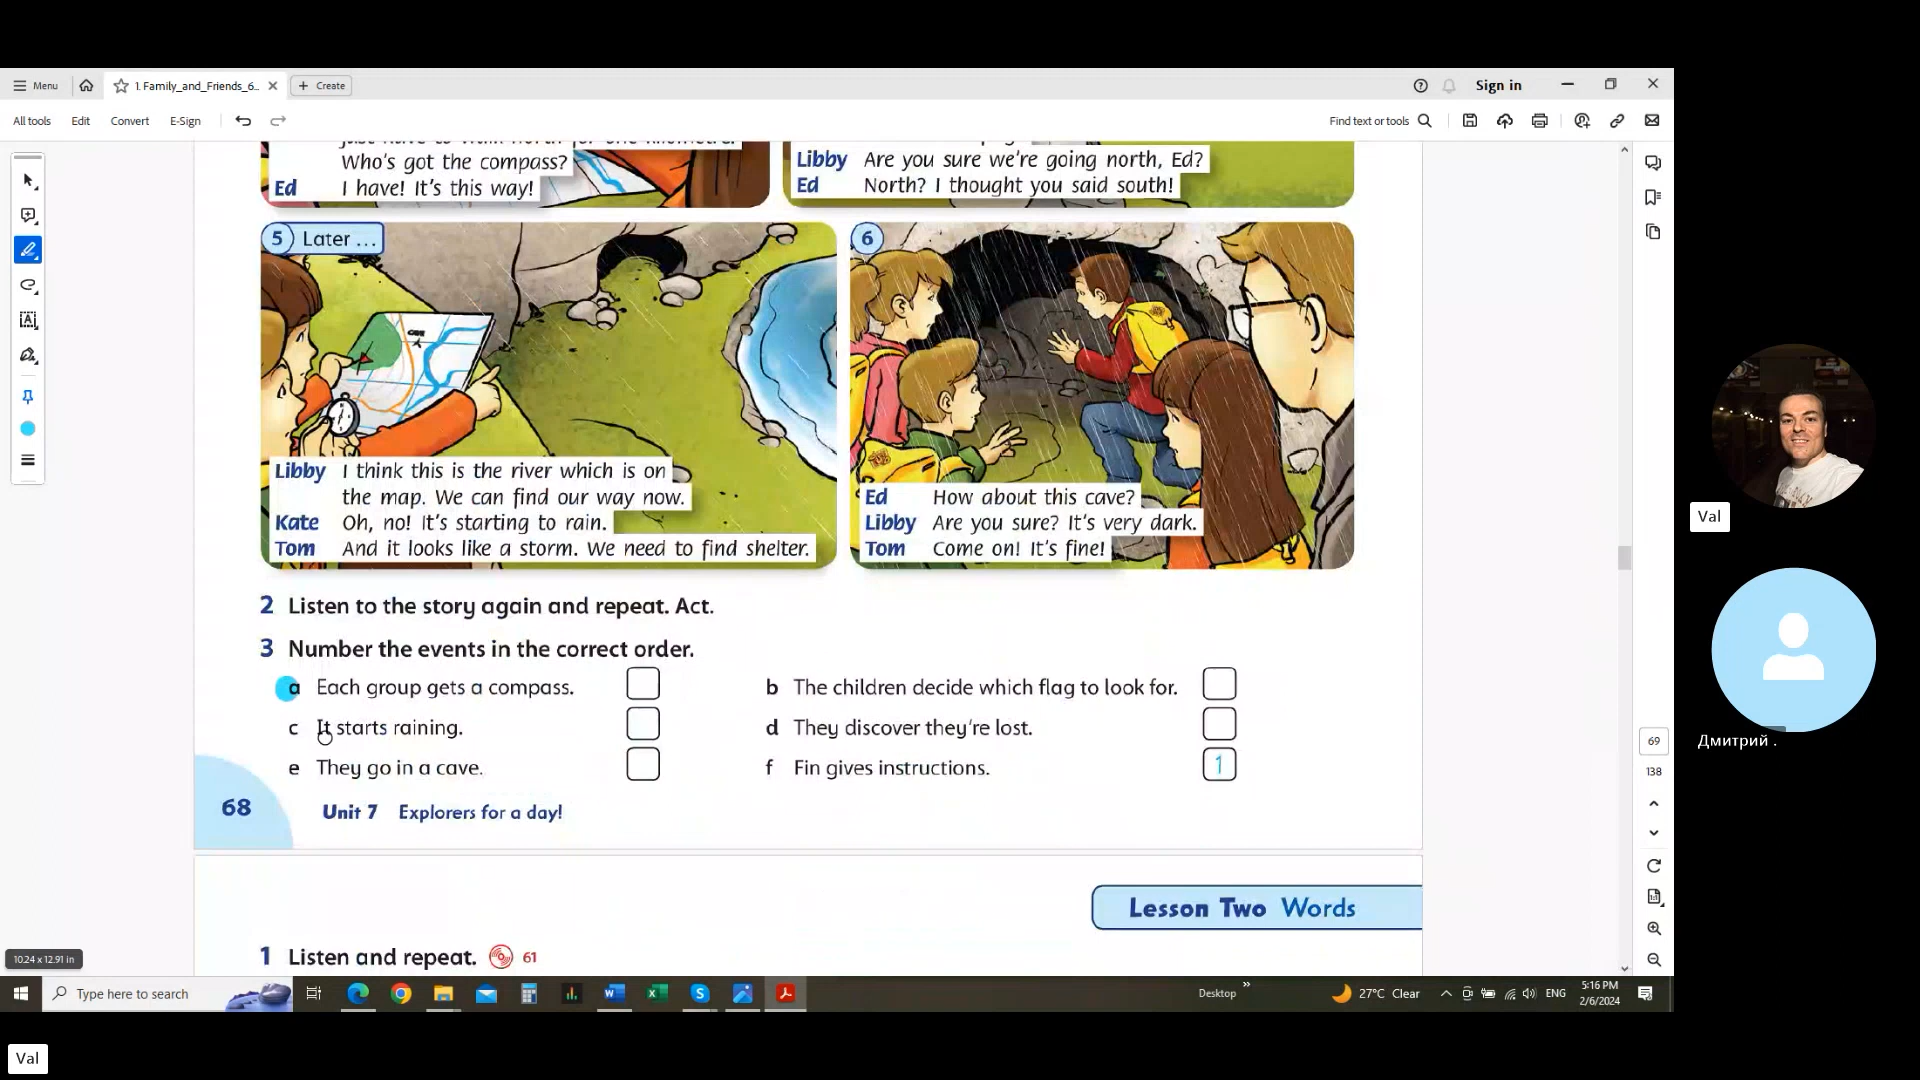 Menu
1. Family_and_Friends_6...
Create
Sign in
All tools
Edit
Convert
E-Sign
Find text or tools
Who's got the compass?
Ed I have! It's this way!
Libby Are you sure we're going north, Ed?
Ed North? I thought you said south!
5 Later ...
Libby I think this is the river which is on
the map. We can find our way now.
Kate Oh, no! It's starting to rain.
Tom And it looks like a storm. We need to find shelter.
6
Ed How about this cave?
Libby Are you sure? It's very dark.
Tom Come on! It's fine!
2 Listen to the story again and repeat. Act.
3 Number the events in the correct order.
a Each group gets a compass.
b The children decide which flag to look for.
c It starts raining.
d They discover they're lost.
e They go in a cave.
f Fin gives instructions. 1
68 Unit 7 Explorers for a day!
Lesson Two Words
1 Listen and repeat. 61
69
138
10.24 x 12.91 in
Type here to search
Desktop
27°C Clear
ENG
5:16 PM
2/6/2024
Val
Дмитрий .
Val